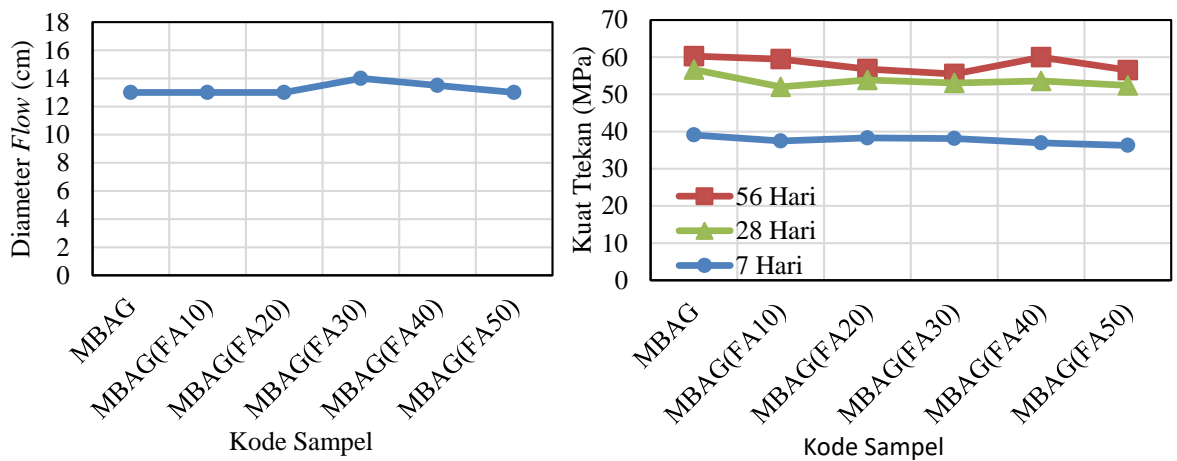 18
16
14
12
10
8
6
4
2
0
Diameter Flow (cm)
MBAG
MBAG(FA10)
MBAG(FA20)
MBAG(FA30)
MBAG(FA40)
MBAG(FA50)
Kode Sampel
70
60
50
40
30
20
10
0
Kuat Ttekan (MPa)
56 Hari
28 Hari
7 Hari
MBAG
MBAG(FA10)
MBAG(FA20)
MBAG(FA30)
MBAG(FA40)
MBAG(FA50)
Kode Sampel